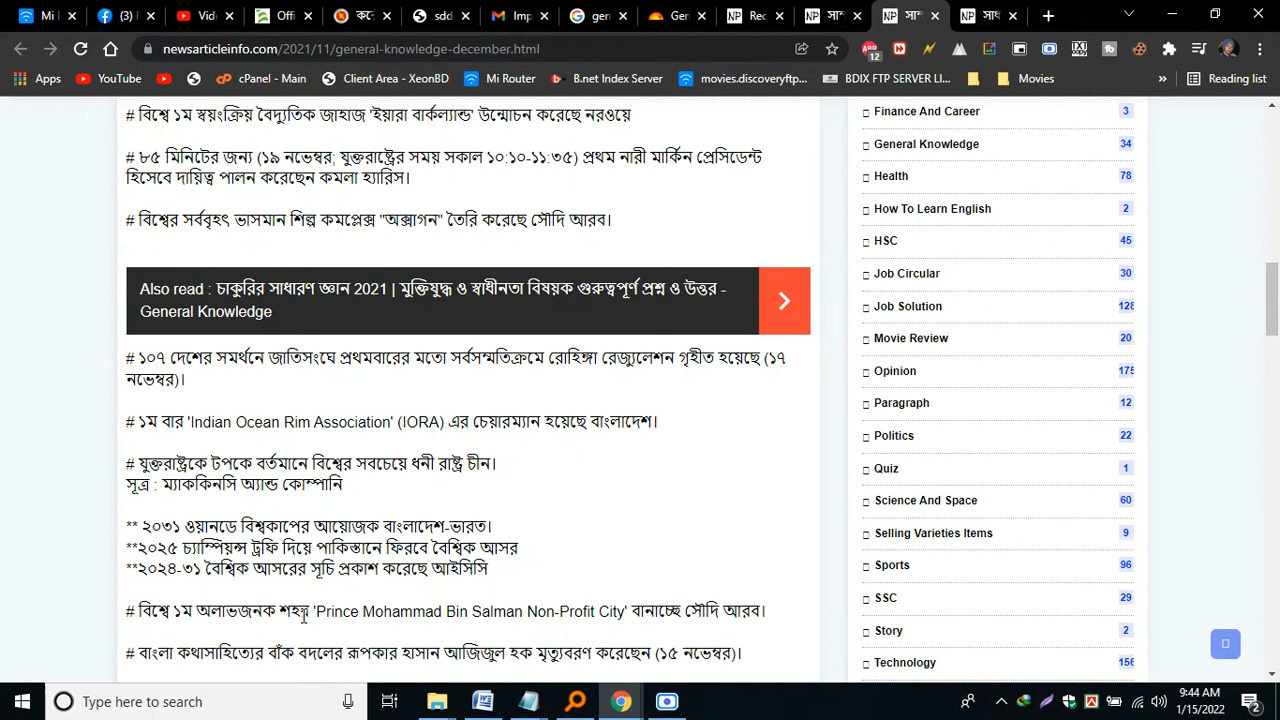 (3)
Vide
Offi
sdc
Imp
gen
Gen
Rec
newsarticleinfo.com/2021/11/general-knowledge-december.html
12
Apps
YouTube
cPanel - Main
Client Area - XeonBD
Mi Router
B.net Index Server
movies.discoveryftp...
BDIX FTP SERVER LI...
Movies
Reading list
# বিশ্বে ১ম স্বয়ংক্রিয় বৈদ্যুতিক জাহাজ 'ইয়ারা বার্কল্যান্ড' উন্মোচন করেছে নরওয়ে
# ৮৫ মিনিটের জন্য (১৯ নভেম্বর; যুক্তরাষ্ট্রের সময় সকাল ১০:১০-১১:৩৫) প্রথম নারী মার্কিন প্রেসিডেন্ট
হিসেবে দায়িত্ব পালন করেছেন কমলা হ্যারিস।
# বিশ্বের সর্ববৃহৎ ভাসমান শিল্প কমপ্লেক্স "অক্সাগন" তৈরি করেছে সৌদি আরব।
Also read : চাকুরির সাধারণ জ্ঞান 2021 | মুক্তিযুদ্ধ ও স্বাধীনতা বিষয়ক গুরুত্বপূর্ণ প্রশ্ন ও উত্তর -
General Knowledge
# ১০৭ দেশের সমর্থনে জাতিসংঘে প্রথমবারের মতো সর্বসম্মতিক্রমে রোহিঙ্গা রেজ্যুলেশন গৃহীত হয়েছে (১৭
নভেম্বর)।
# ১ম বার 'Indian Ocean Rim Association' (IORA) এর চেয়ারম্যান হয়েছে বাংলাদেশ।
# যুক্তরাষ্ট্রকে টপকে বর্তমানে বিশ্বের সবচেয়ে ধনী রাষ্ট্র চীন।
সূত্র : ম্যাককিনসি অ্যান্ড কোম্পানি
** ২০৩১ ওয়ানডে বিশ্বকাপের আয়োজক বাংলাদেশ-ভারত।
**২০২৫ চ্যাম্পিয়ন্স ট্রফি দিয়ে পাকিস্তানে ফিরবে বৈশ্বিক আসর
**২০২৪-৩১ বৈশ্বিক আসরের সূচি প্রকাশ করেছে আইসিসি
# বিশ্বে ১ম অলাভজনক শহর 'Prince Mohammad Bin Salman Non-Profit City' বানাচ্ছে সৌদি আরব।
# বাংলা কথাসাহিত্যের বাঁক বদলের রূপকার হাসান আজিজুল হক মৃত্যুবরণ করেছেন (১৫ নভেম্বর)।
Finance And Career 3
General Knowledge 34
Health 78
How To Learn English 2
HSC 45
Job Circular 30
Job Solution 128
Movie Review 20
Opinion 175
Paragraph 12
Politics 22
Quiz 1
Science And Space 60
Selling Varieties Items 9
Sports 96
SSC 29
Story 2
Technology 156
Type here to search
9:44 AM
1/15/2022
2